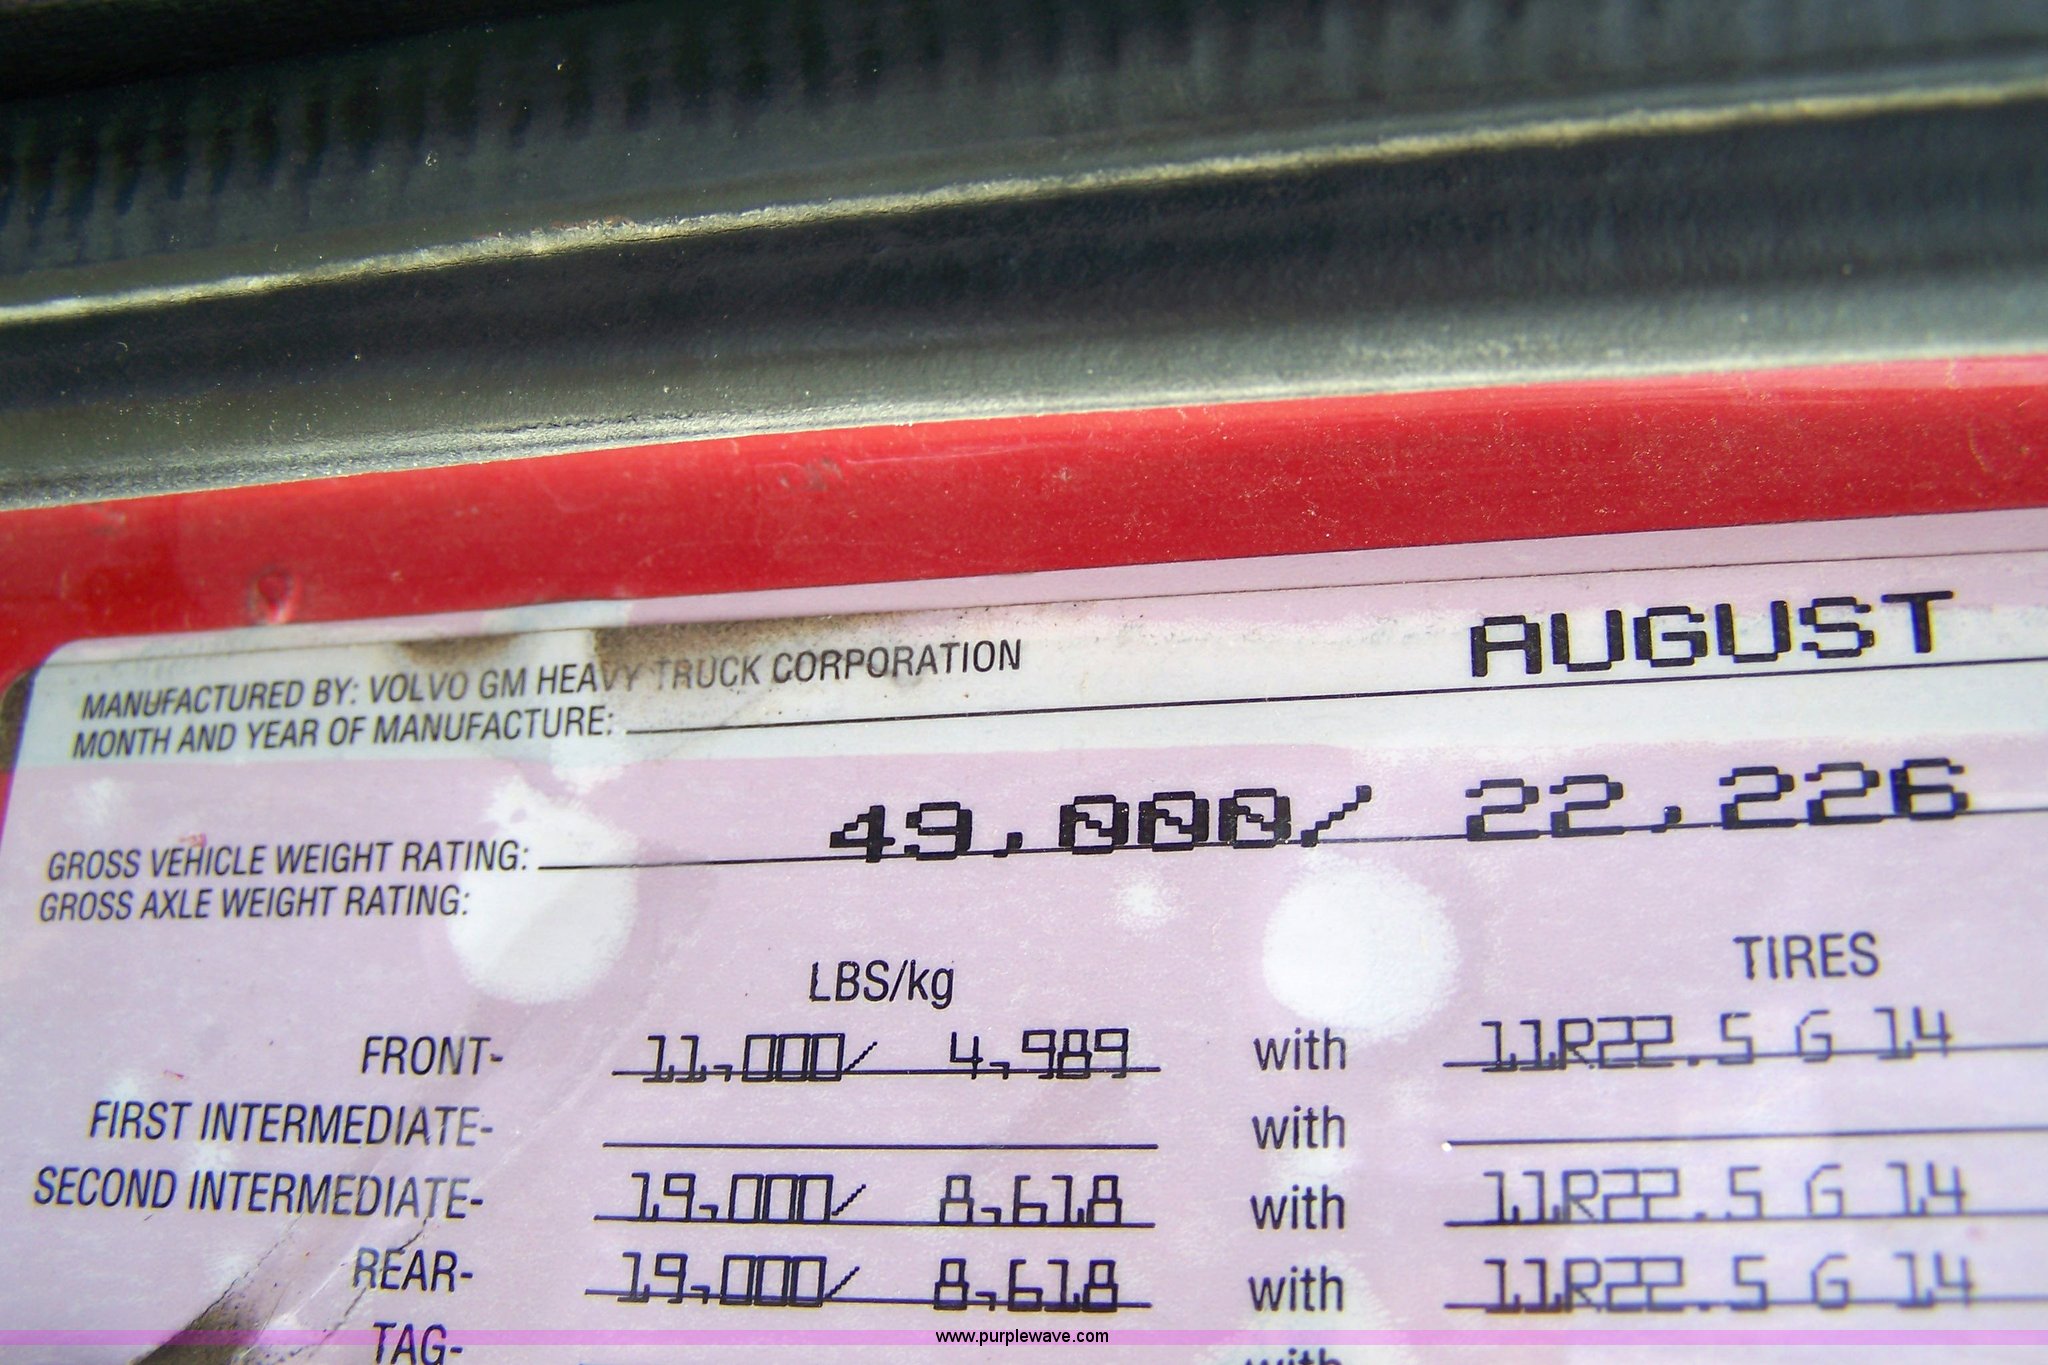 MANUFACTURED BY: VOLVO GM HEAVY TRUCK CORPORATION
MONTH AND YEAR OF MANUFACTURE: AUGUST
GROSS VEHICLE WEIGHT RATING: 49,000/ 22,226
GROSS AXLE WEIGHT RATING:
LBS/kg TIRES
FRONT- 11,000/ 4,989 with 11R22.5 G 14
FIRST INTERMEDIATE- with
SECOND INTERMEDIATE- 19,000/ 8,618 with 11R22.5 G 14
REAR- 19,000/ 8,618 with 11R22.5 G 14
TAG- with
www.purplewave.com